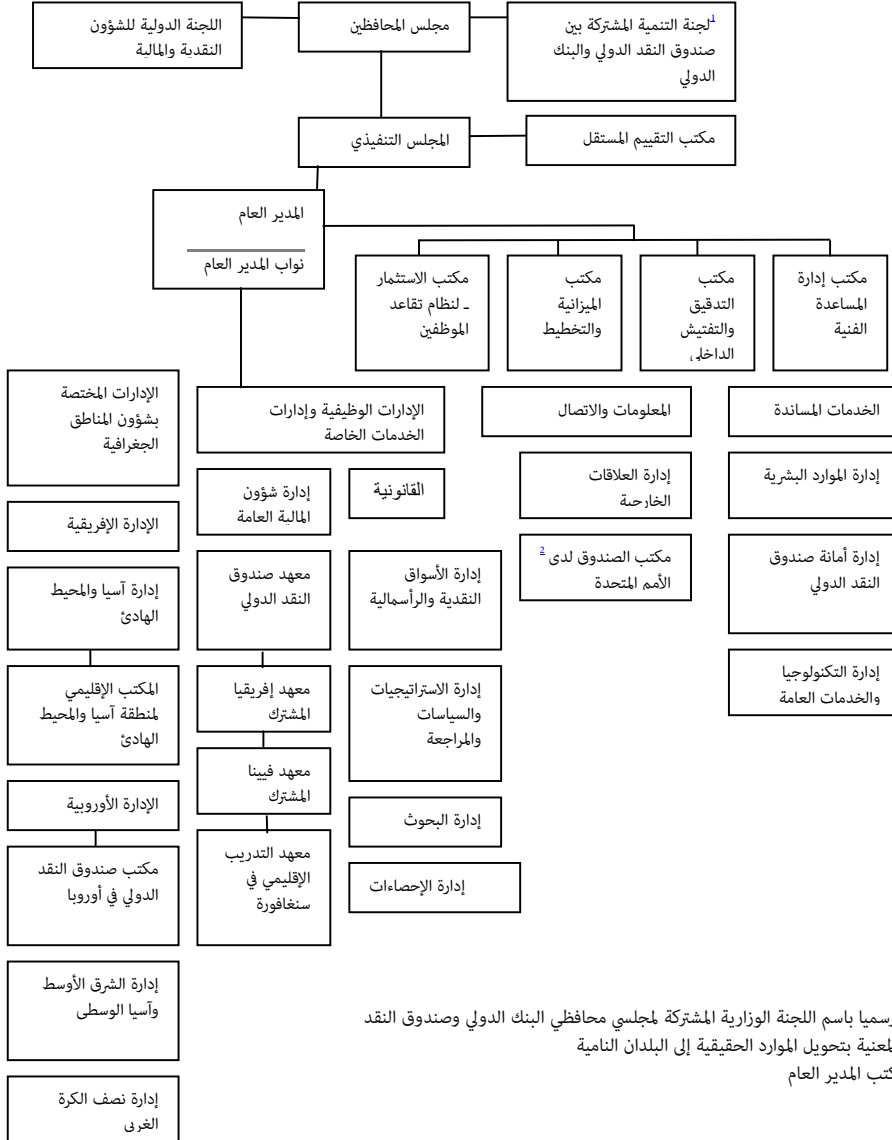 ¹لجنة التنمية المشتركة بين
صندوق النقد الدولي والبنك
الدولي
مجلس المحافظين
اللجنة الدولية للشؤون
النقدية والمالية
مكتب التقييم المستقل
المجلس التنفيذي
المدير العام
نواب المدير العام
مكتب إدارة
المساعدة
الفنية
مكتب
التدقيق
والتفتيش
الداخلي
مكتب
الميزانية
والتخطيط
مكتب الاستثمار
ـ لنظام تقاعد
الموظفين
الخدمات المساندة
إدارة الموارد البشرية
إدارة أمانة صندوق
النقد الدولي
إدارة التكنولوجيا
والخدمات العامة
المعلومات والاتصال
إدارة العلاقات
الخارجية
مكتب الصندوق لدى ²
الأمم المتحدة
الإدارات الوظيفية وإدارات
الخدمات الخاصة
القانونية
إدارة الأسواق
النقدية والرأسمالية
إدارة الاستراتيجيات
والسياسات
والمراجعة
إدارة البحوث
إدارة الإحصاءات
إدارة شؤون
المالية العامة
معهد صندوق
النقد الدولي
معهد إفريقيا
المشترك
معهد فيينا
المشترك
معهد التدريب
الإقليمي في
سنغافورة
الإدارات المختصة
بشؤون المناطق
الجغرافية
الإدارة الإفريقية
إدارة آسيا والمحيط
الهادئ
المكتب الإقليمي
لمنطقة آسيا والمحيط
الهادئ
الإدارة الأوروبية
مكتب صندوق النقد
الدولي في أوروبا
إدارة الشرق الأوسط
وآسيا الوسطى
إدارة نصف الكرة
الغربي
رسميا باسم اللجنة الوزارية المشتركة لمجلسي محافظي البنك الدولي وصندوق النقد
لمعنية بتحويل الموارد الحقيقية إلى البلدان النامية
كتب المدير العام